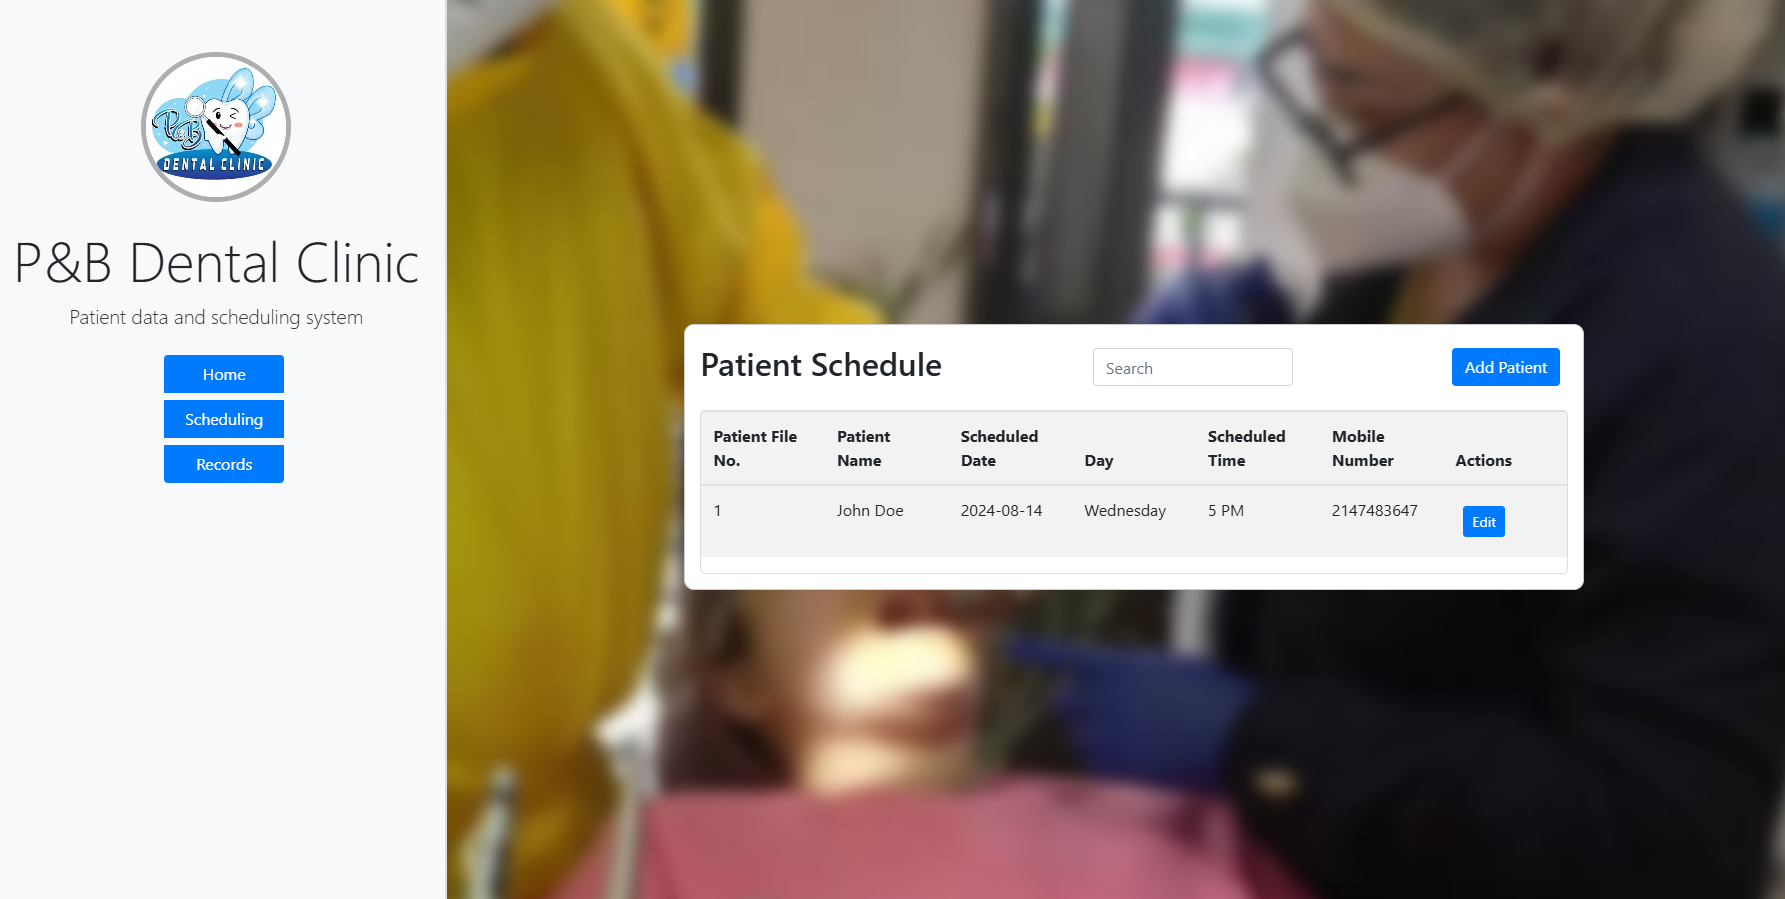 P&B
DENTAL CLINIC
P&B Dental Clinic
Patient data and scheduling system
Home
Scheduling
Records
Patient Schedule
Search
Add Patient
Patient File No.
Patient Name
Scheduled Date
Day
Scheduled Time
Mobile Number
Actions
1
John Doe
2024-08-14
Wednesday
5 PM
2147483647
Edit